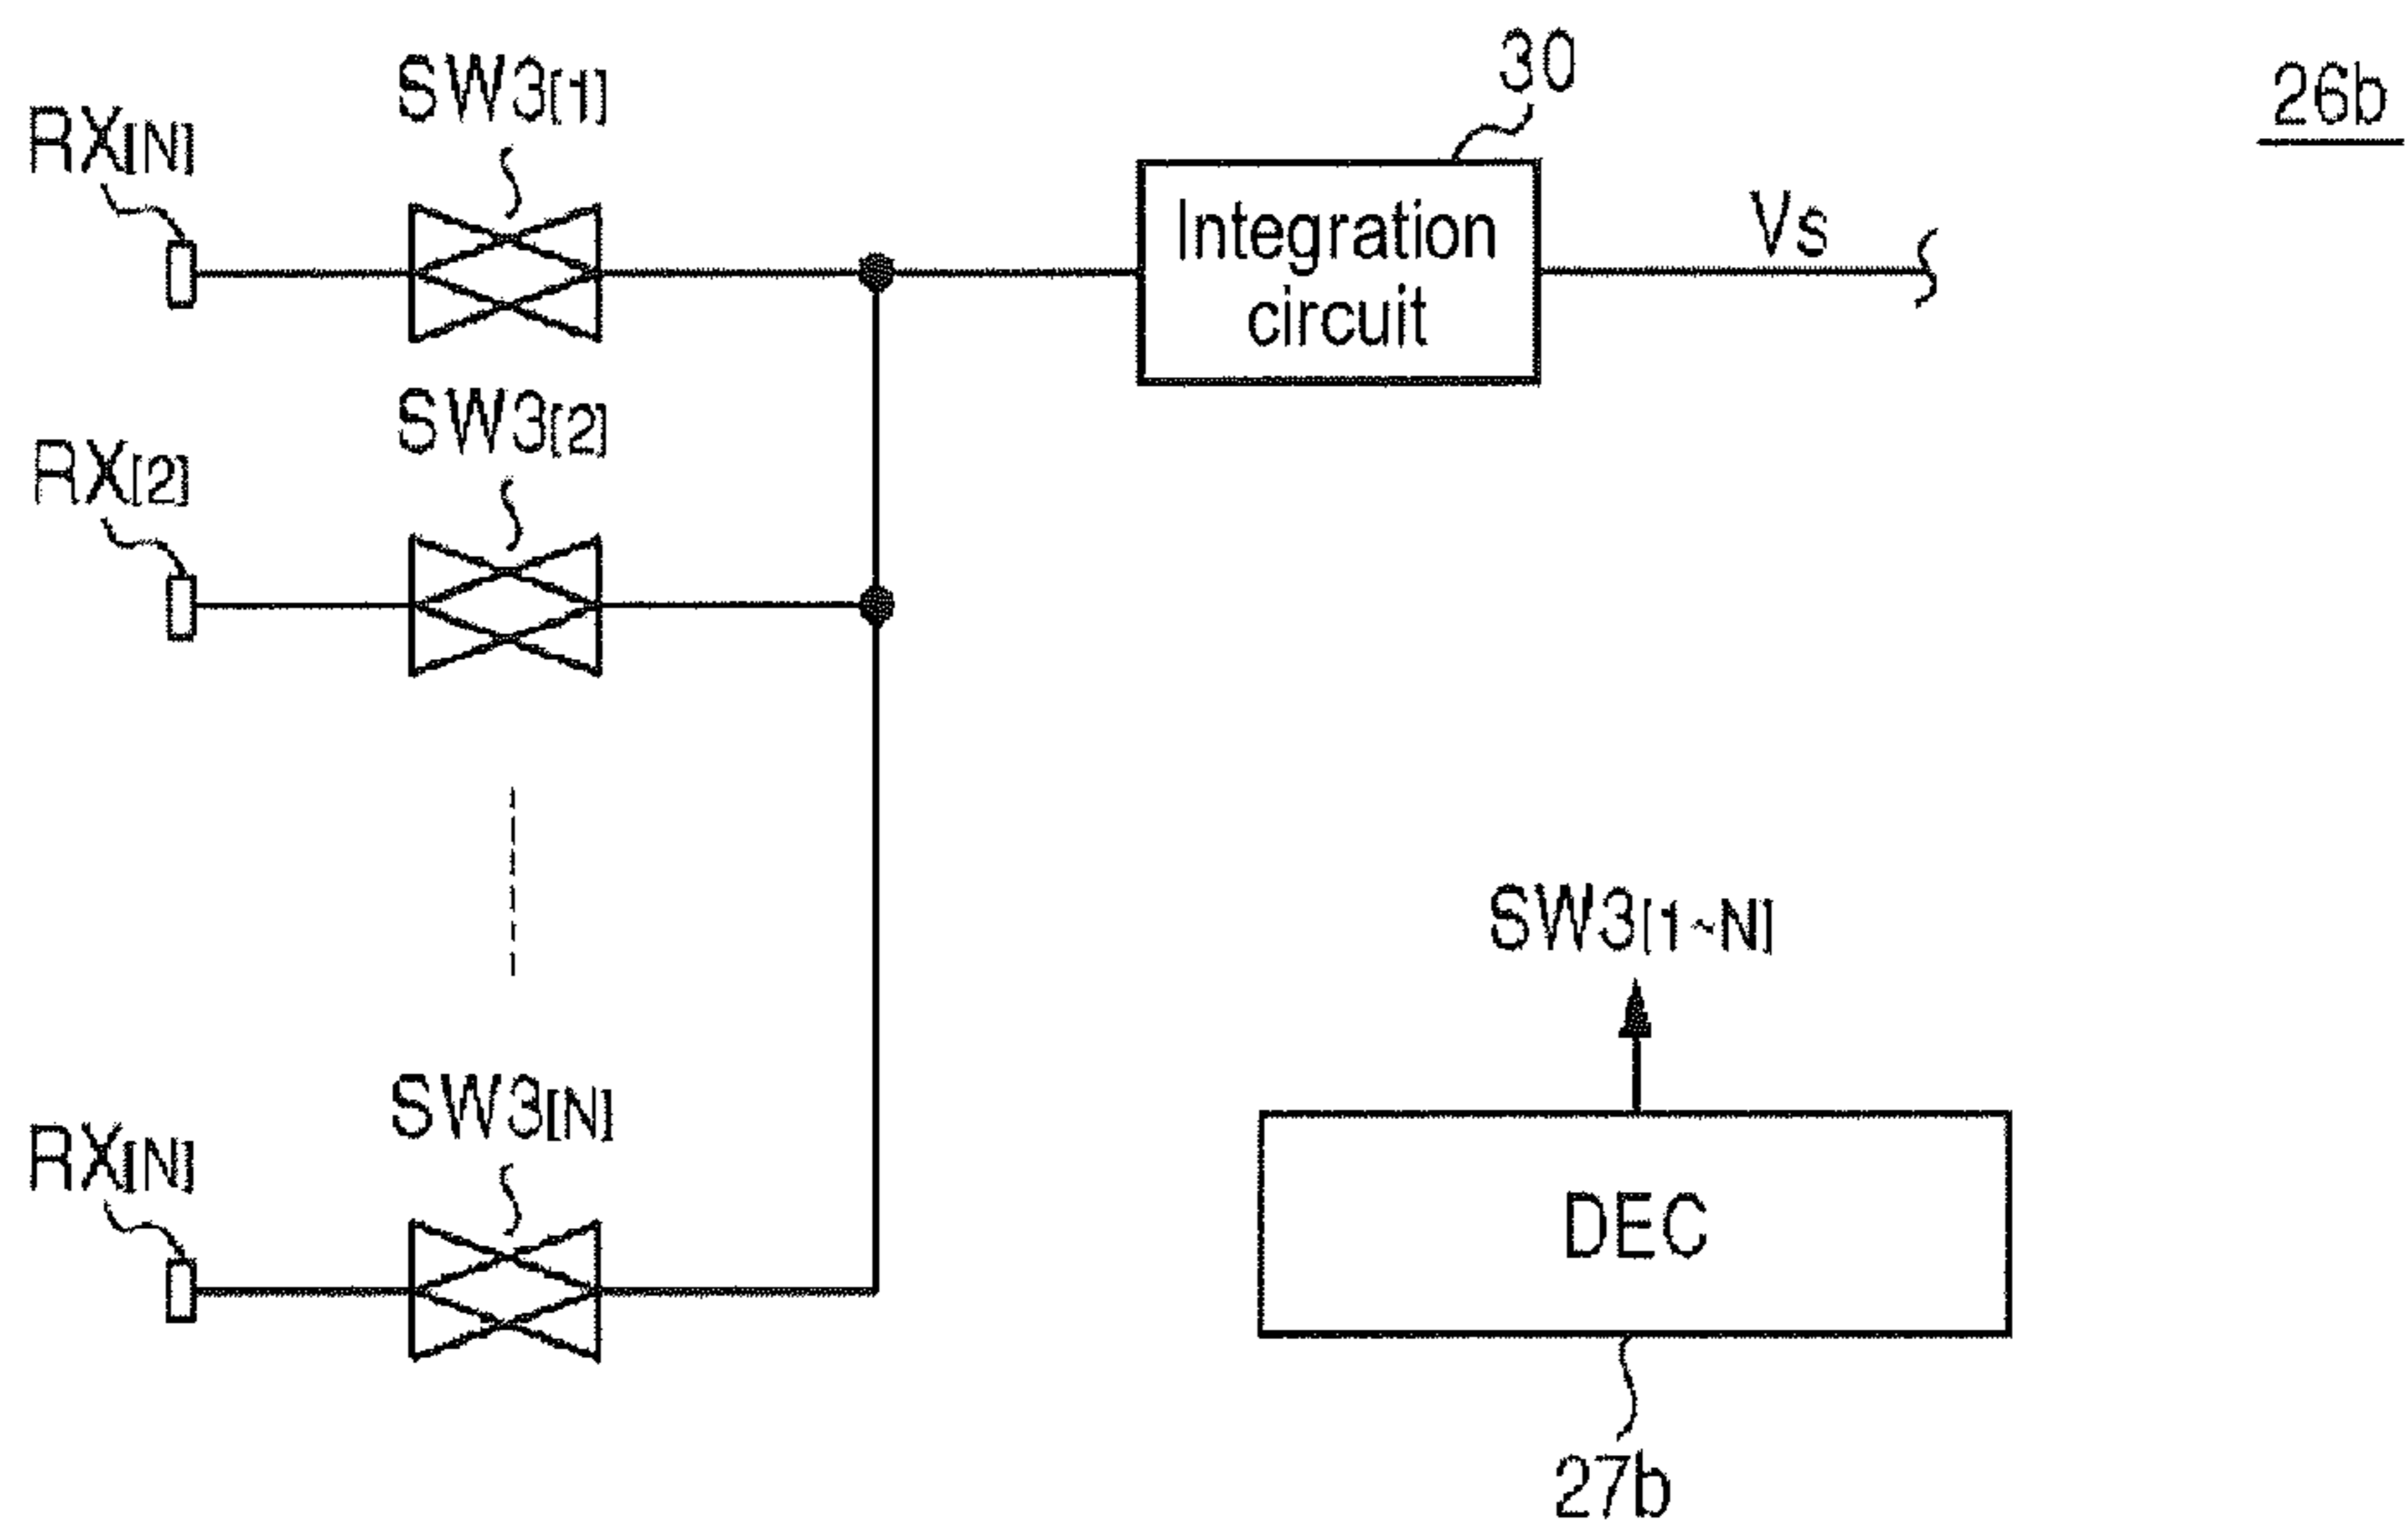 30
26b
SW3[1]
RX[N]
Integration
circuit
Vs
SW3[2]
RX[2]
SW3[1~N]
SW3[N]
RX[N]
DEC
27b